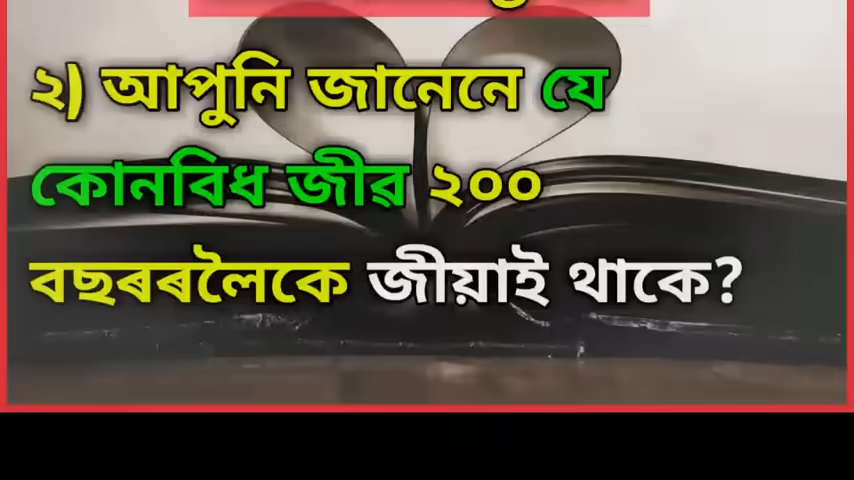 ২) আপুনি জানেনে যে
কোনবিধ জীৱ ২০০
বছৰৰলৈকে জীয়াই থাকে?